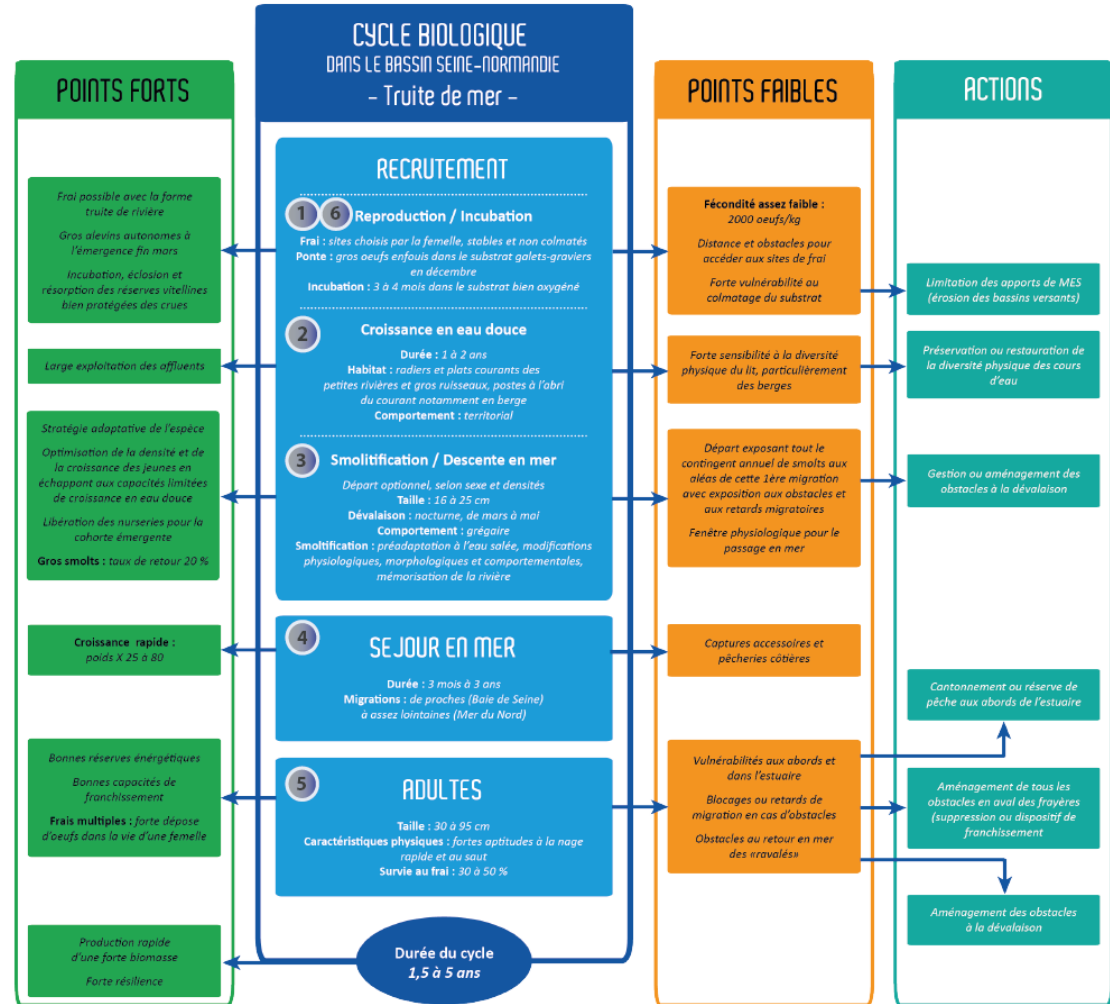 CYCLE BIOLOGIQUE
DANS LE BASSIN SEINE-NORMANDIE
– Truite de mer –
POINTS FORTS
POINTS FAIBLES
ACTIONS
RECRUTEMENT
1
6
Reproduction / Incubation
Frai : sites choisis par la femelle, stables et non colmatés
Ponte : gros oeufs enfouis dans le substrat galets-graviers
en décembre
Incubation : 3 à 4 mois dans le substrat bien oxygéné
Frai possible avec la forme
truite de rivière
Gros alevins autonomes à
l'émergence fin mars
Incubation, éclosion et
résorption des réserves vitellines
bien protégées des crues
Fécondité assez faible :
2000 oeufs/kg
Distance et obstacles pour
accéder aux sites de frai
Forte vulnérabilité au
colmatage du substrat
Limitation des apports de MES
(érosion des bassins versants)
2
Croissance en eau douce
Durée : 1 à 2 ans
Habitat : radiers et plats courants des
petites rivières et gros ruisseaux, postes à l'abri
du courant notamment en berge
Comportement : territorial
Large exploitation des affluents
Forte sensibilité à la diversité
physique du lit, particulièrement
des berges
Préservation ou restauration de
la diversité physique des cours
d'eau
3
Smolitification / Descente en mer
Départ optionnel, selon sexe et densités
Taille : 16 à 25 cm
Dévalaison : nocturne, de mars à mai
Comportement : grégaire
Smoltification : préadaptation à l'eau salée, modifications
physiologiques, morphologiques et comportementales,
mémorisation de la rivière
Stratégie adaptative de l'espèce
Optimisation de la densité et de
la croissance des jeunes en
échappant aux capacités limitées
de croissance en eau douce
Libération des nurseries pour la
cohorte émergente
Gros smolts : taux de retour 20 %
Départ exposant tout le
contingent annuel de smolts aux
aléas de cette 1ère migration
avec exposition aux obstacles et
aux retards migratoires
Fenêtre physiologique pour le
passage en mer
Gestion ou aménagement des
obstacles à la dévalaison
4
SEJOUR EN MER
Durée : 3 mois à 3 ans
Migrations : de proches (Baie de Seine)
à assez lointaines (Mer du Nord)
Croissance rapide :
poids X 25 à 80
Captures accessoires et
pêcheries côtières
5
ADULTES
Taille : 30 à 95 cm
Caractéristiques physiques : fortes aptitudes à la nage
rapide et au saut
Survie au frai : 30 à 50 %
Bonnes réserves énérgétiques
Bonnes capacités de
franchissement
Frais multiples : forte dépose
d'oeufs dans la vie d'une femelle
Vulnérabilités aux abords et
dans l'estuaire
Blocages ou retards de
migration en cas d'obstacles
Obstacles au retour en mer
des «ravalés»
Cantonnement ou réserve de
pêche aux abords de l'estuaire
Aménagement de tous les
obstacles en aval des frayères
(suppression ou dispositif de
franchissement
Aménagement des obstacles
à la dévalaison
Durée du cycle
1,5 à 5 ans
Production rapide
d'une forte biomasse
Forte résilience